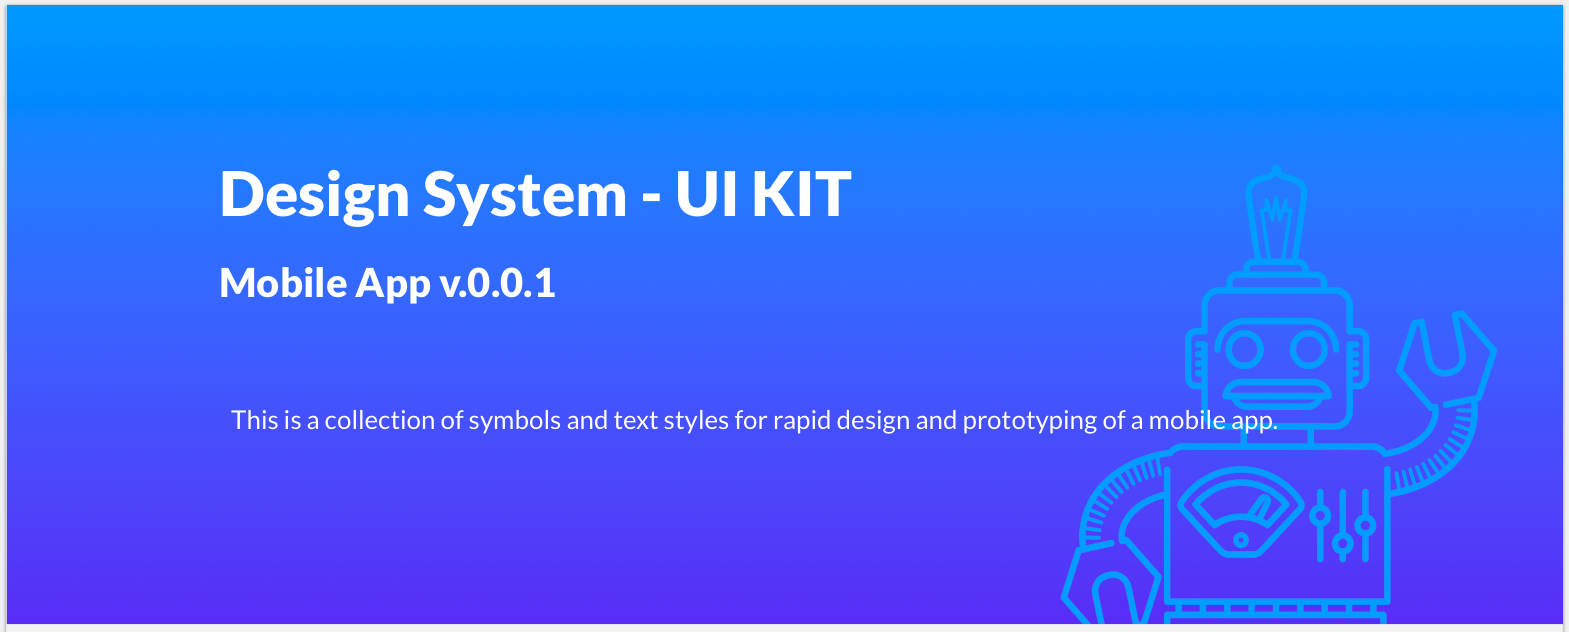 Design System - UI KIT
Mobile App v.0.0.1
This is a collection of symbols and text styles for rapid design and prototyping of a mobile app.